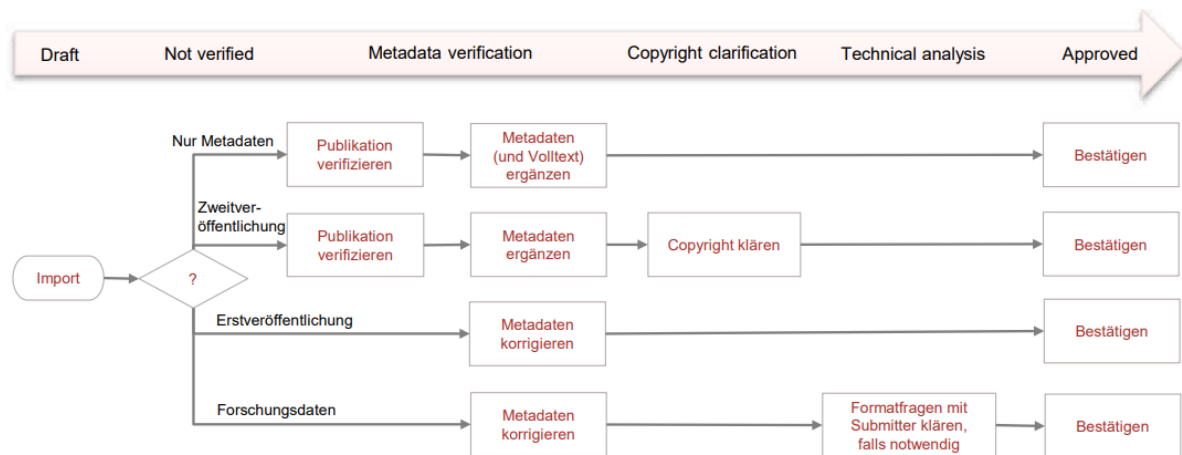 Draft
Not verified
Metadata verification
Copyright clarification
Technical analysis
Approved
Nur Metadaten
Publikation
verifizieren
Metadaten
(und Volltext)
ergänzen
Bestätigen
Zweitver-
öffentlichung
Publikation
verifizieren
Metadaten
ergänzen
Copyright klären
Bestätigen
Import
?
Erstveröffentlichung
Metadaten
korrigieren
Bestätigen
Forschungsdaten
Metadaten
korrigieren
Formatfragen mit
Submitter klären,
falls notwendig
Bestätigen